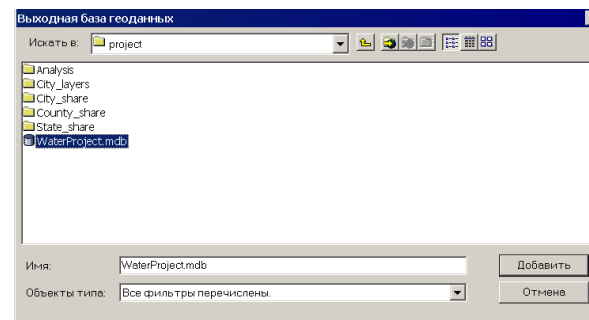 Выходная база геоданных
Искать в: project
Analysis
City_layers
City_share
County_share
State_share
WaterProject.mdb
Имя: WaterProject.mdb Добавить
Объекты типа: Все фильтры перечислены. Отмена